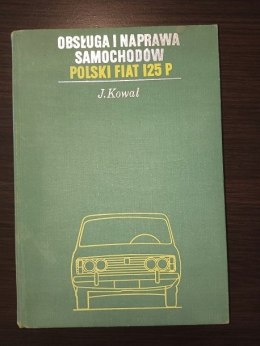 OBSŁUGA I NAPRAWA
SAMOCHODÓW
POLSKI FIAT 125 P
J. Kowal